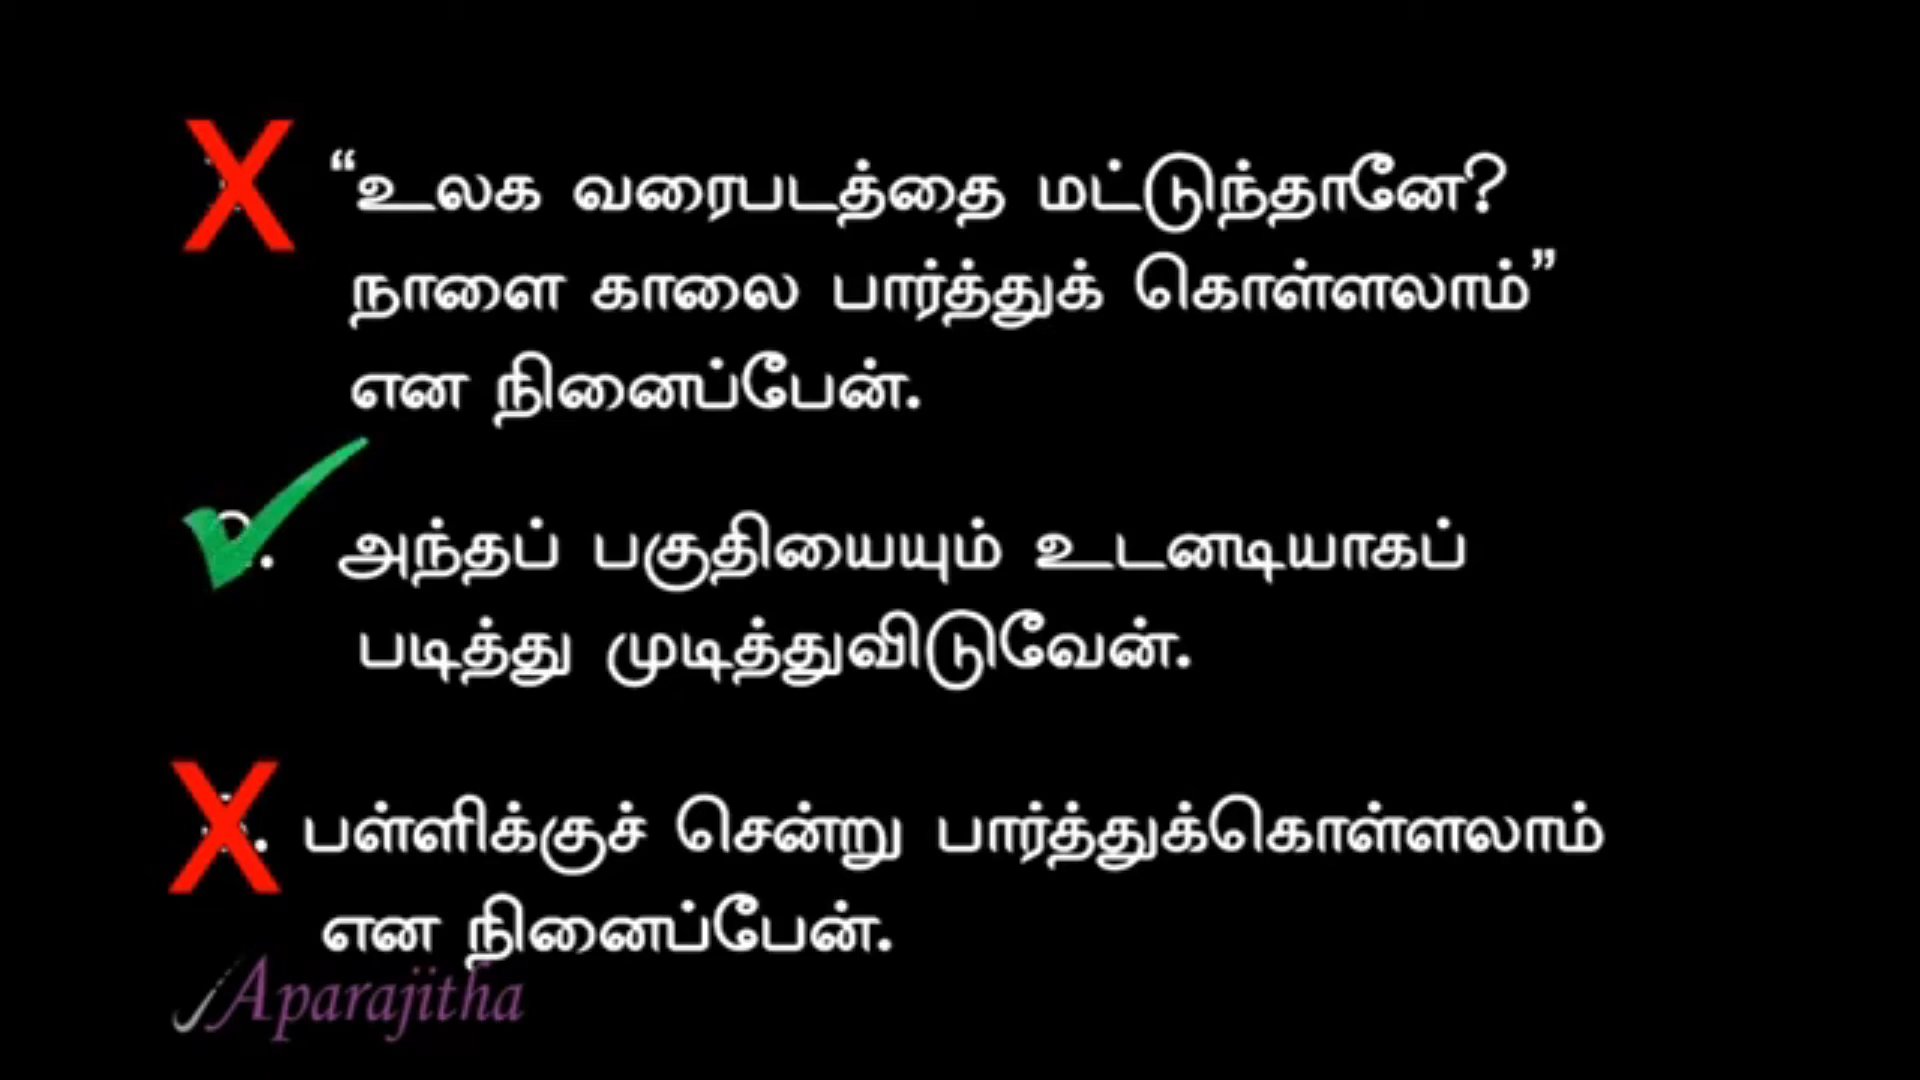 “உலக வரைபடத்தை மட்டுந்தானே?
நாளை காலை பார்த்துக் கொள்ளலாம்”
என நினைப்பேன்.
அந்தப் பகுதியையும் உடனடியாகப்
படித்து முடித்துவிடுவேன்.
பள்ளிக்குச் சென்று பார்த்துக்கொள்ளலாம்
என நினைப்பேன்.
Aparajitha